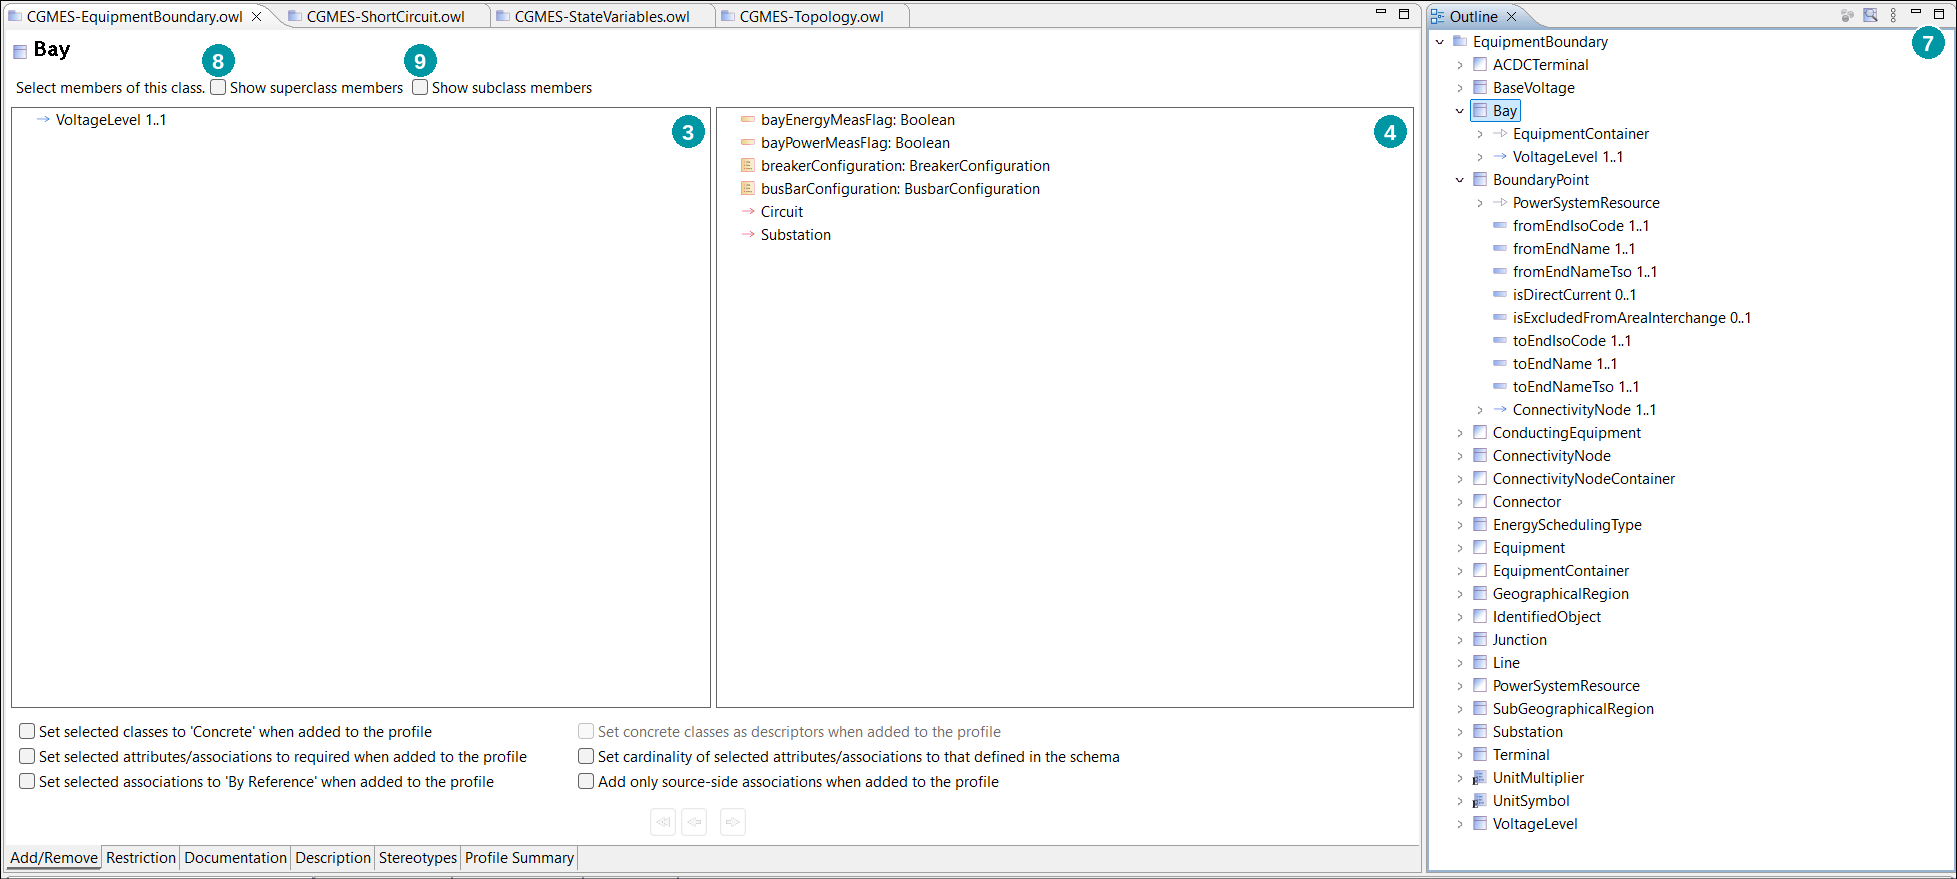 CGMES-EquipmentBoundary.owl
CGMES-ShortCircuit.owl
CGMES-StateVariables.owl
CGMES-Topology.owl
Bay
8
9
Select members of this class.
Show superclass members
Show subclass members
VoltageLevel 1..1
3
bayEnergyMeasFlag: Boolean
bayPowerMeasFlag: Boolean
breakerConfiguration: BreakerConfiguration
busBarConfiguration: BusbarConfiguration
Circuit
Substation
4
Set selected classes to 'Concrete' when added to the profile
Set selected attributes/associations to required when added to the profile
Set selected associations to 'By Reference' when added to the profile
Set concrete classes as descriptors when added to the profile
Set cardinality of selected attributes/associations to that defined in the schema
Add only source-side associations when added to the profile
Add/Remove
Restriction
Documentation
Description
Stereotypes
Profile Summary
Outline
7
EquipmentBoundary
ACDCTerminal
BaseVoltage
Bay
EquipmentContainer
VoltageLevel 1..1
BoundaryPoint
PowerSystemResource
fromEndIsoCode 1..1
fromEndName 1..1
fromEndNameTso 1..1
isDirectCurrent 0..1
isExcludedFromAreaInterchange 0..1
toEndIsoCode 1..1
toEndName 1..1
toEndNameTso 1..1
ConnectivityNode 1..1
ConductingEquipment
ConnectivityNode
ConnectivityNodeContainer
Connector
EnergySchedulingType
Equipment
EquipmentContainer
GeographicalRegion
IdentifiedObject
Junction
Line
PowerSystemResource
SubGeographicalRegion
Substation
Terminal
UnitMultiplier
UnitSymbol
VoltageLevel